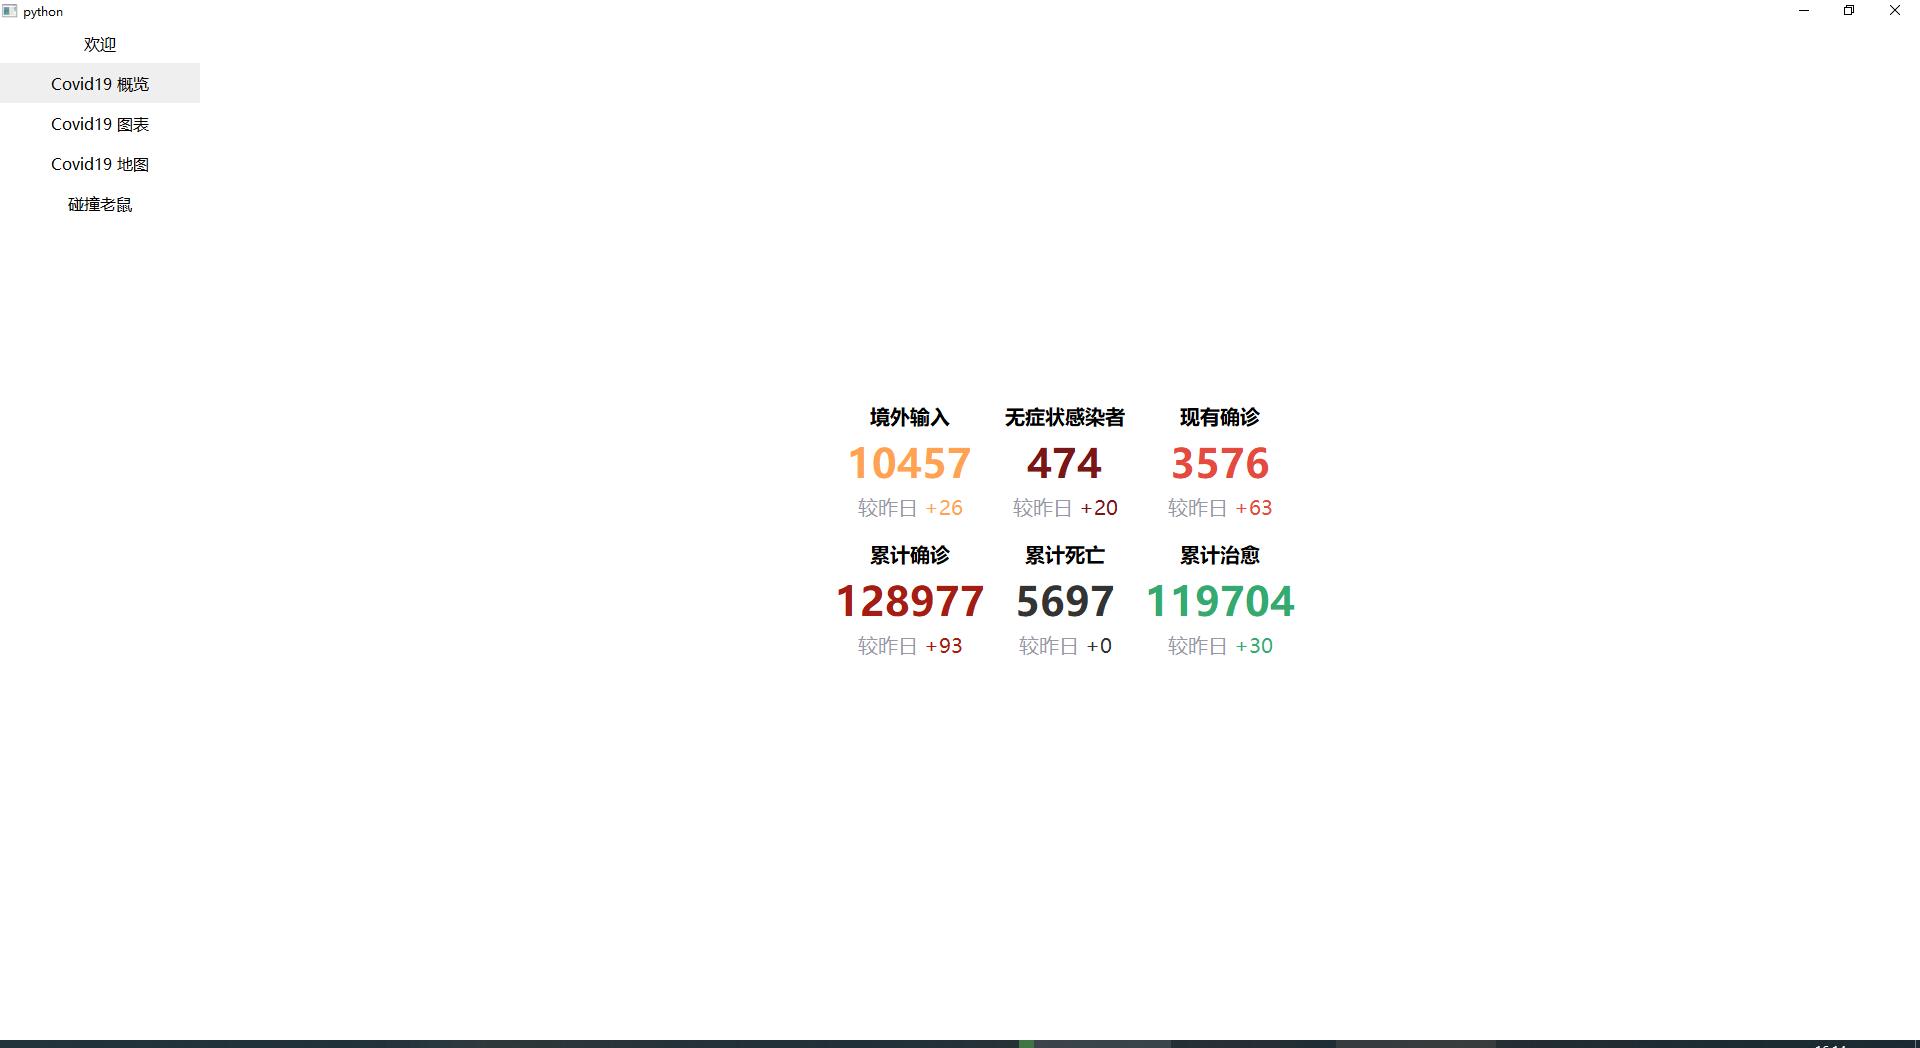 python
欢迎
Covid19 概览
Covid19 图表
Covid19 地图
碰撞老鼠
境外输入 无症状感染者 现有确诊
10457 474 3576
较昨日 +26 较昨日 +20 较昨日 +63
累计确诊 累计死亡 累计治愈
128977 5697 119704
较昨日 +93 较昨日 +0 较昨日 +30